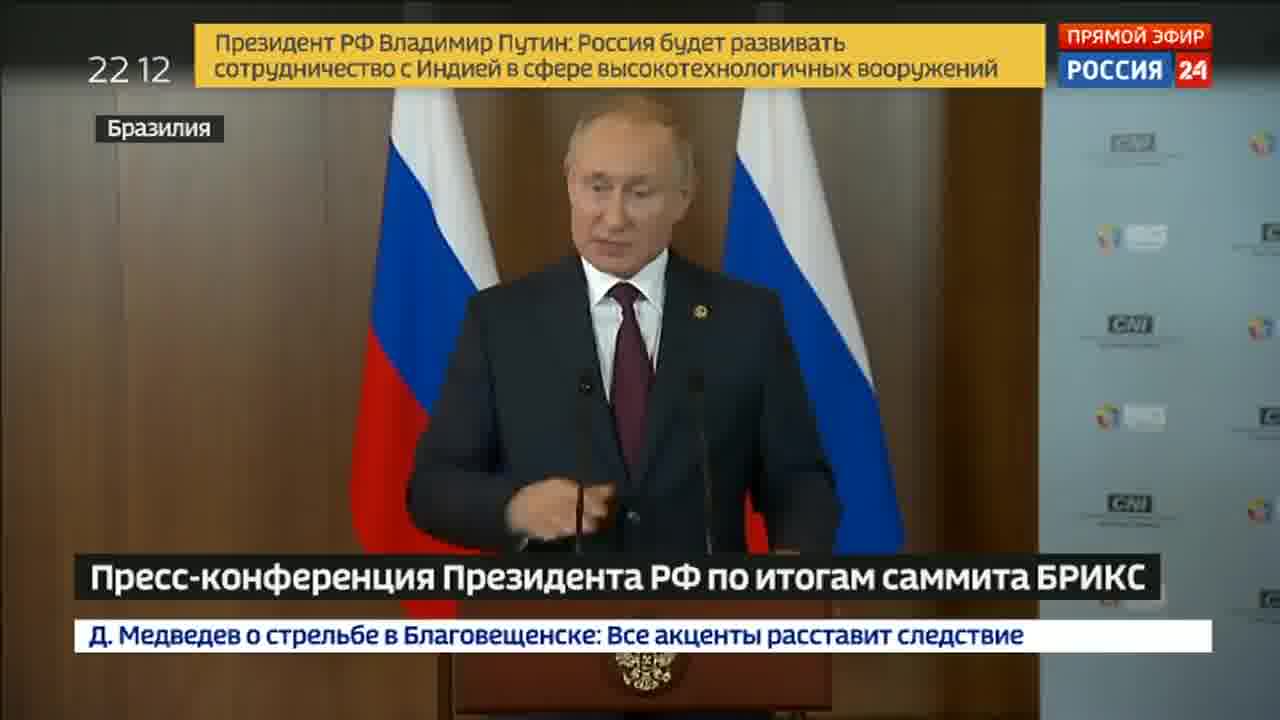 22 12
Президент РФ Владимир Путин: Россия будет развивать
сотрудничество с Индией в сфере высокотехнологичных вооружений
ПРЯМОЙ ЭФИР
РОССИЯ 24
Бразилия
CNI
CNI
CNI
Пресс-конференция Президента РФ по итогам саммита БРИКС
Д. Медведев о стрельбе в Благовещенске: Все акценты расставит следствие